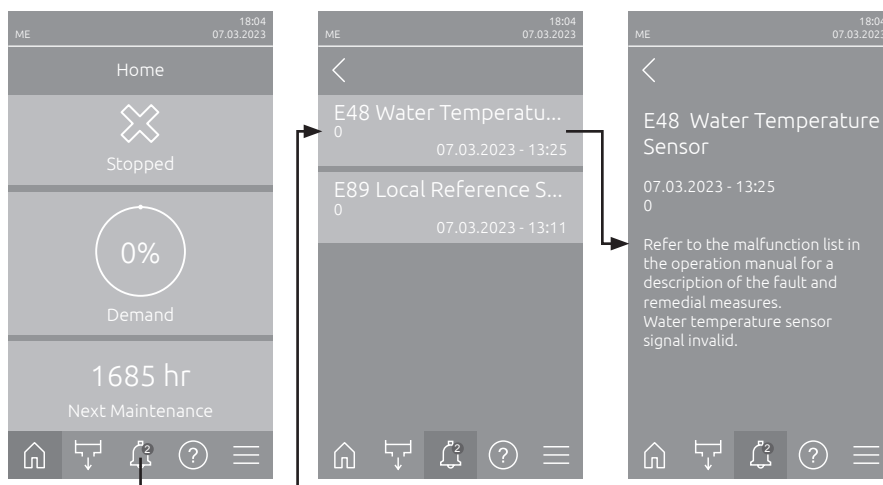 ME
18:04
07.03.2023
Home
Stopped
0%
Demand
1685 hr
Next Maintenance
2
?
ME
18:04
07.03.2023
E48 Water Temperatu...
0
07.03.2023 - 13:25
E89 Local Reference S...
0
07.03.2023 - 13:11
2
?
ME
18:04
07.03.2023
E48 Water Temperature
Sensor
07.03.2023 - 13:25
0
Refer to the malfunction list in
the operation manual for a
description of the fault and
remedial measures.
Water temperature sensor
signal invalid.
2
?